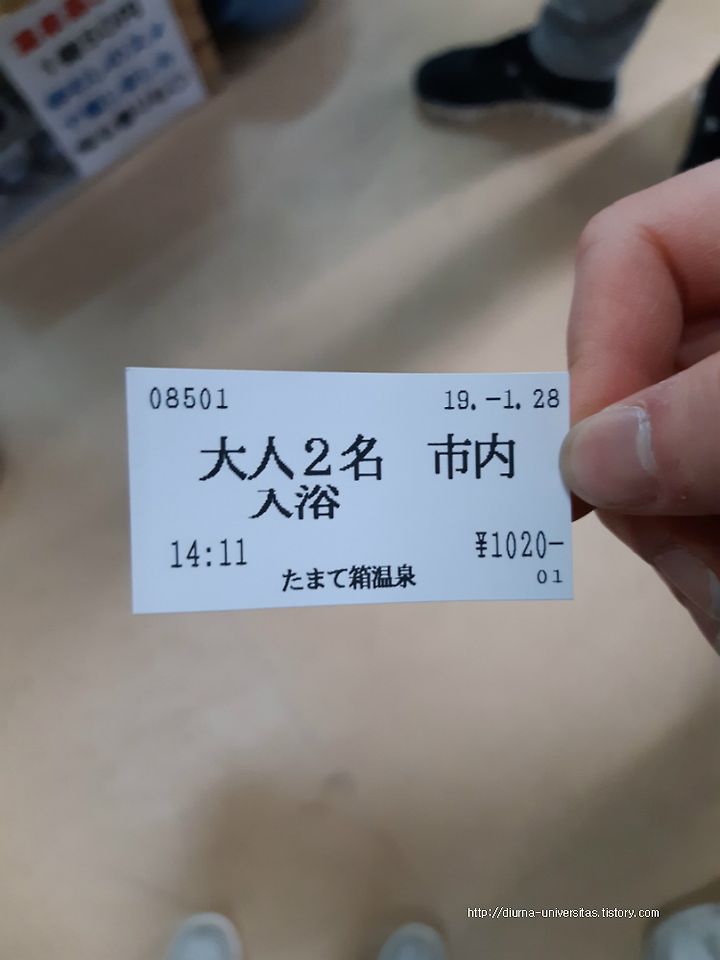 08501 19.-1.28
大人2名 市内
入浴
14:11 ¥1020-
たまて箱温泉 01
http://diurna-universitas.tistory.com